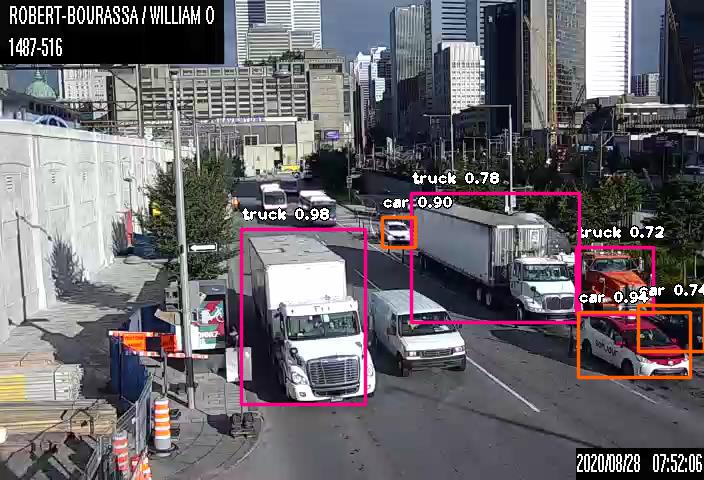 ROBERT-BOURASSA / WILLIAM O
1487-516
truck 0.78
car 0.90
truck 0.98
truck 0.72
car 0.94
car 0.74
BONJOUR
2020/08/28 07:52:06